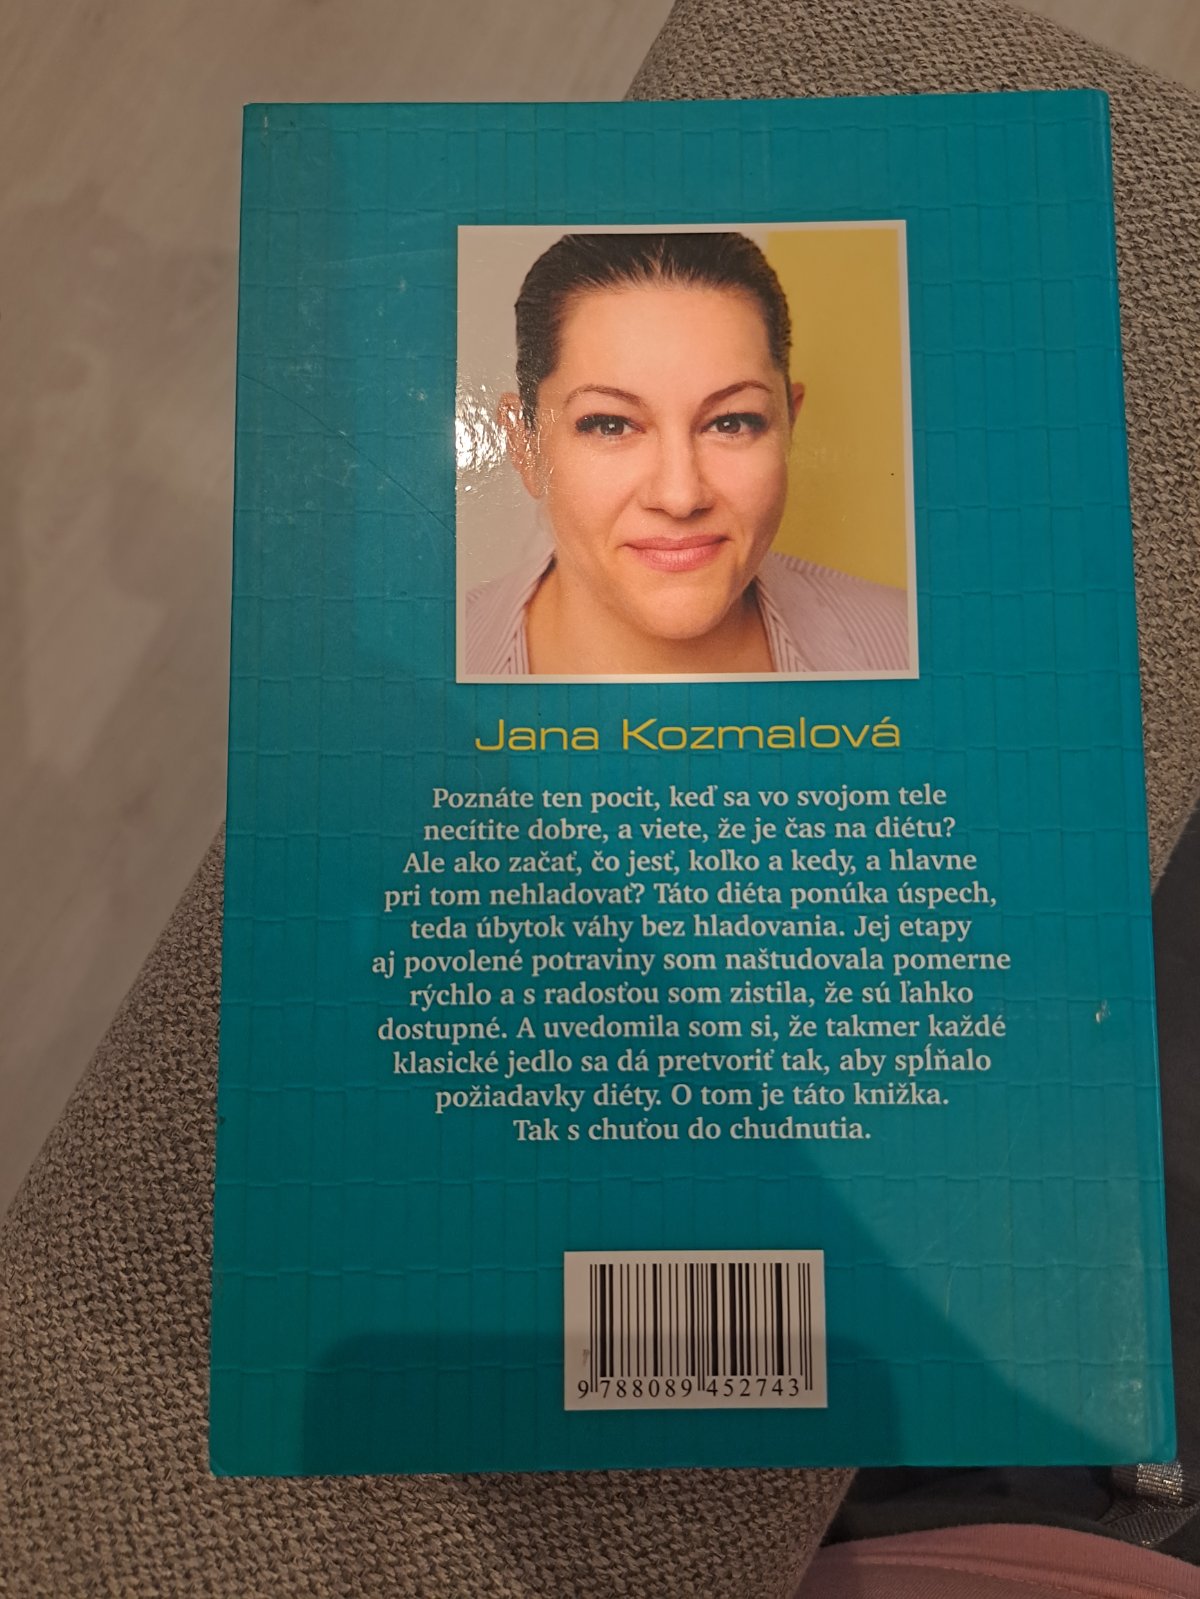 Jana Kozmalová
Poznáte ten pocit, keď sa vo svojom tele
necítite dobre, a viete, že je čas na diétu?
Ale ako začať, čo jesť, koľko a kedy, a hlavne
pri tom nehladovať? Táto diéta ponúka úspech,
teda úbytok váhy bez hladovania. Jej etapy
aj povolené potraviny som naštudovala pomerne
rýchlo a s radosťou som zistila, že sú ľahko
dostupné. A uvedomila som si, že takmer každé
klasické jedlo sa dá pretvoriť tak, aby spĺňalo
požiadavky diéty. O tom je táto knižka.
Tak s chuťou do chudnutia.
9 788089 452743